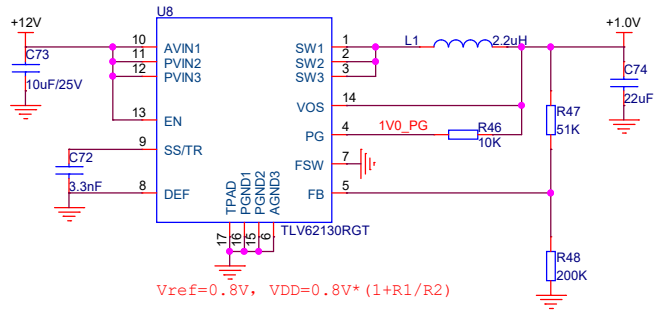 U8
+12V
+1.0V
C73
10uF/25V
10 AVIN1
11 PVIN1
12 PVIN3
13 EN
9 SS/TR
8 DEF
C72
3.3nF
SW1 1
SW2 2
SW3 3
VOS 14
PG 4
FSW 7
FB 5
L1 2.2uH
1V0_PG
R46
10K
C74
22uF
R47
51K
R48
200K
TPAD PGND1 PGND2 AGND3
17 16 15 6
TLV62130RGT
Vref=0.8V, VDD=0.8V*(1+R1/R2)